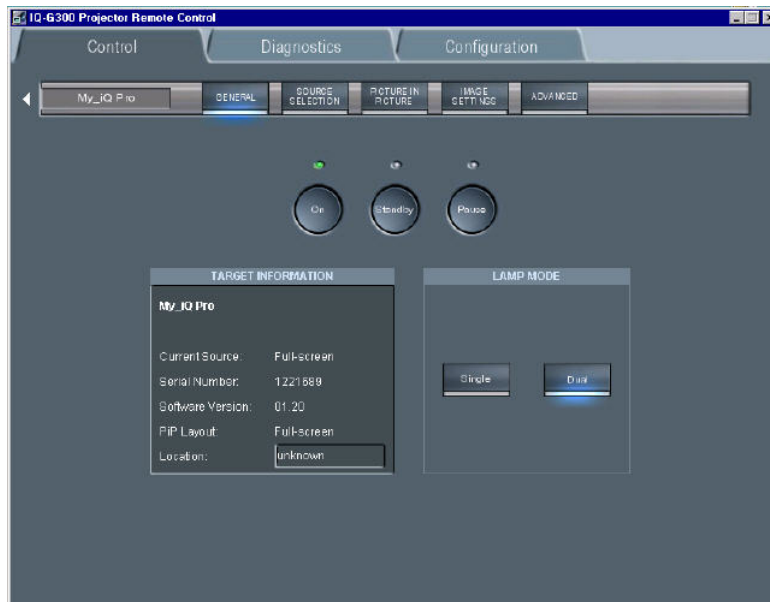 IQ-G300 Projector Remote Control
Control Diagnostics Configuration
My_iQ Pro
GENERAL
SOURCE SELECTION
PICTURE IN PICTURE
IMAGE SETTINGS
ADVANCED
On Standby Pause
TARGET INFORMATION
My_iQ Pro
Current Source: Full-screen
Serial Number: 1221689
Software Version: 01.20
PiP Layout: Full-screen
Location: unknown
LAMP MODE
Single Dual